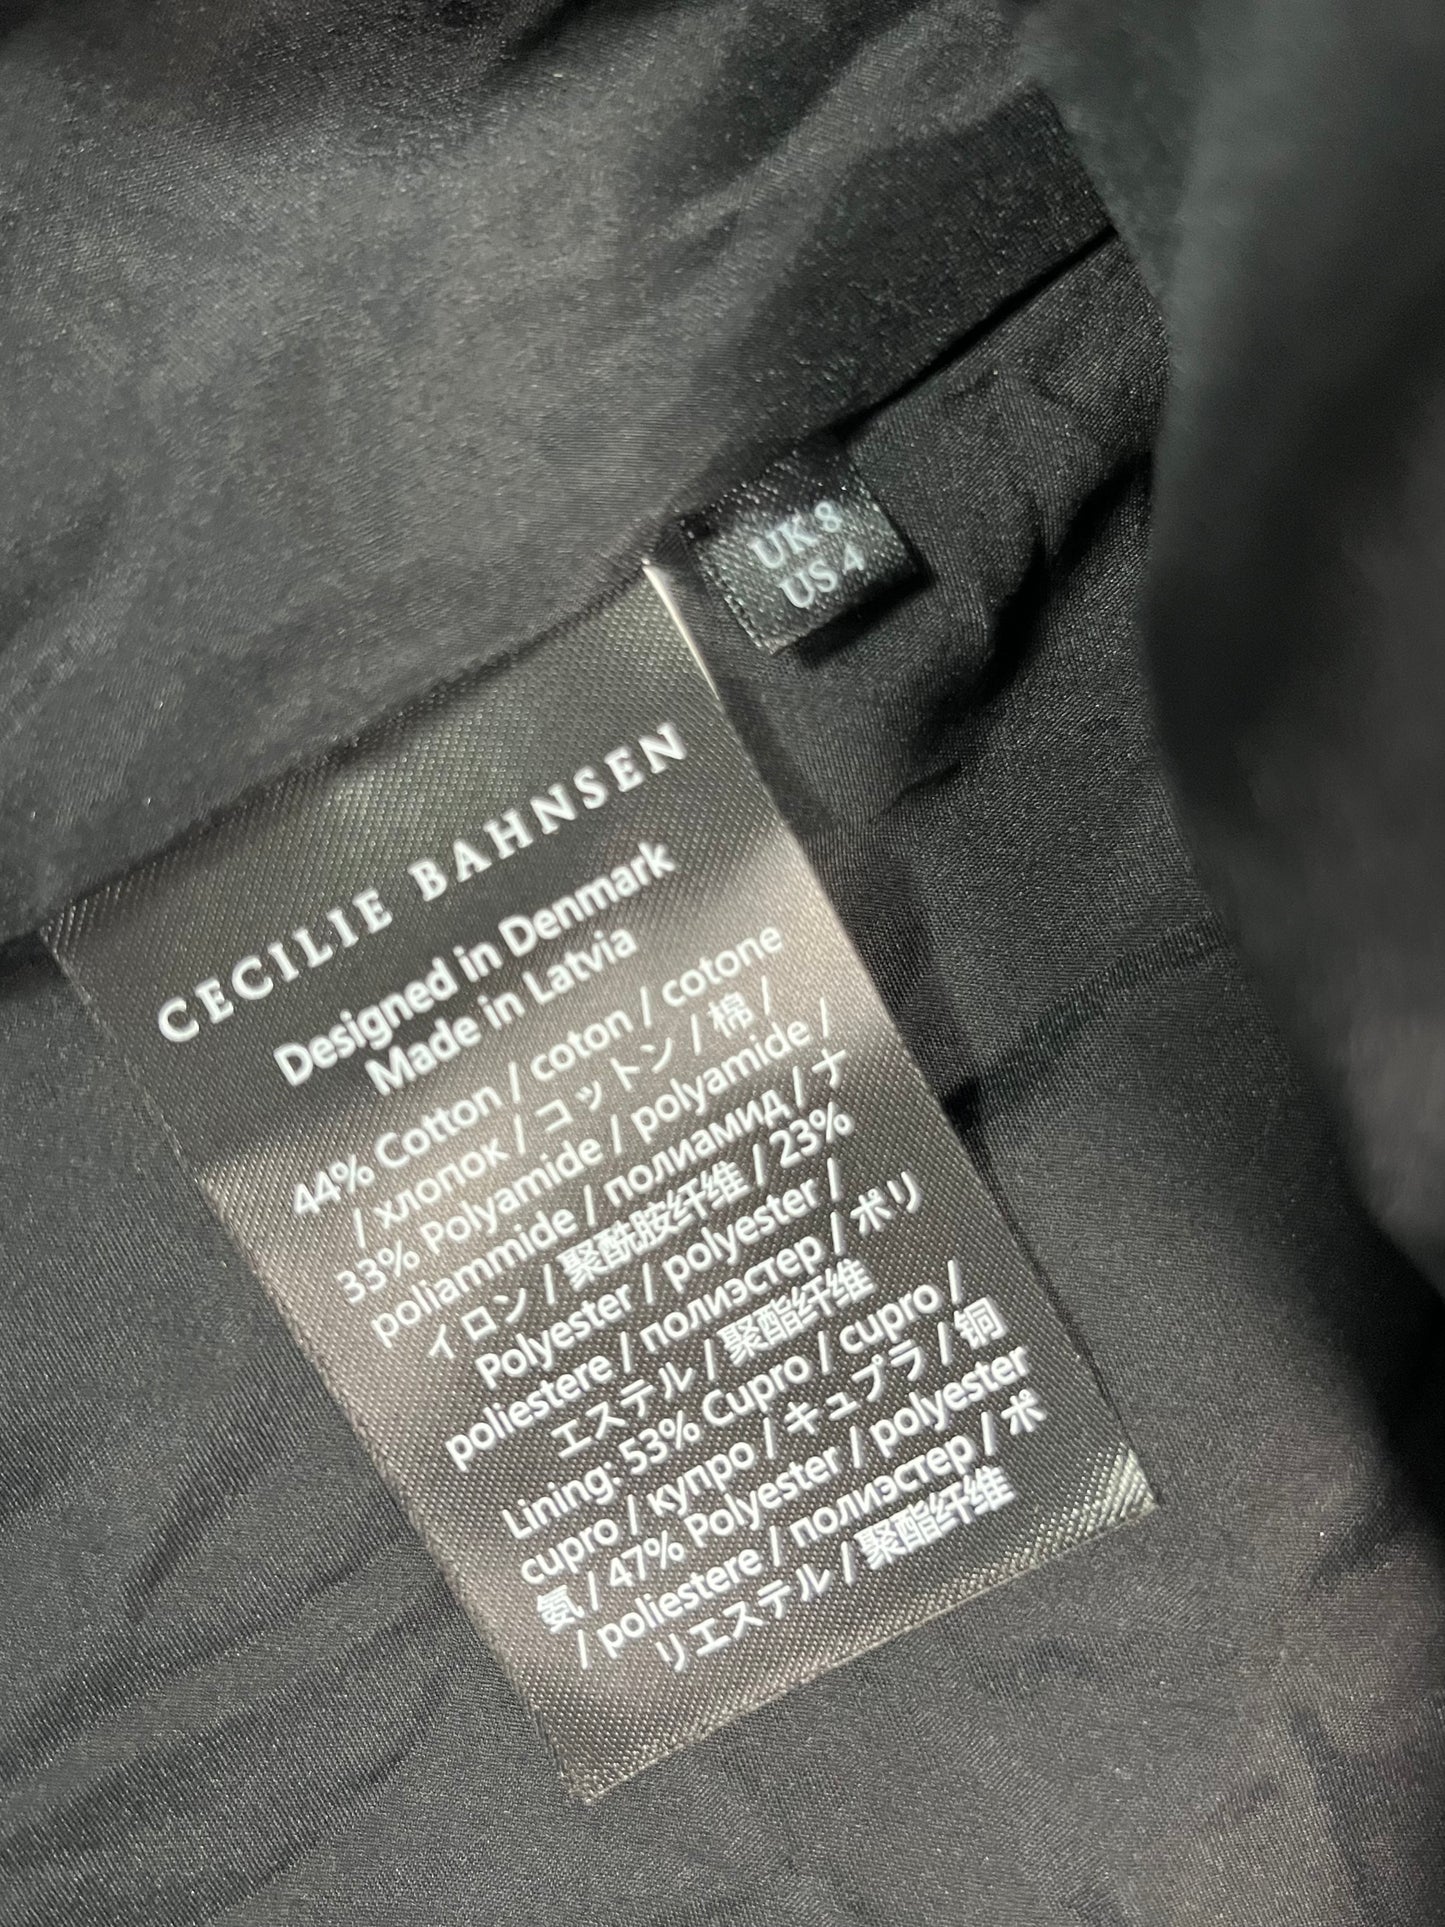 UK 8
US 4
CECILIE BAHNSEN
Designed in Denmark
Made in Latvia
44% Cotton / coton / cotone
/ хлопок / コットン / 棉 /
33% Polyamide / polyamide /
poliammide / полиамид / ナ
イロン / 聚酰胺纤维 / 23%
Polyester / polyester /
poliestere / полиэстер / ポリ
エステル / 聚酯纤维
Lining: 53% Cupro / cupro /
cupro / купро / キュプラ / 铜
氨 / 47% Polyester / polyester
/ poliestere / полиэстер / ポ
リエステル / 聚酯纤维